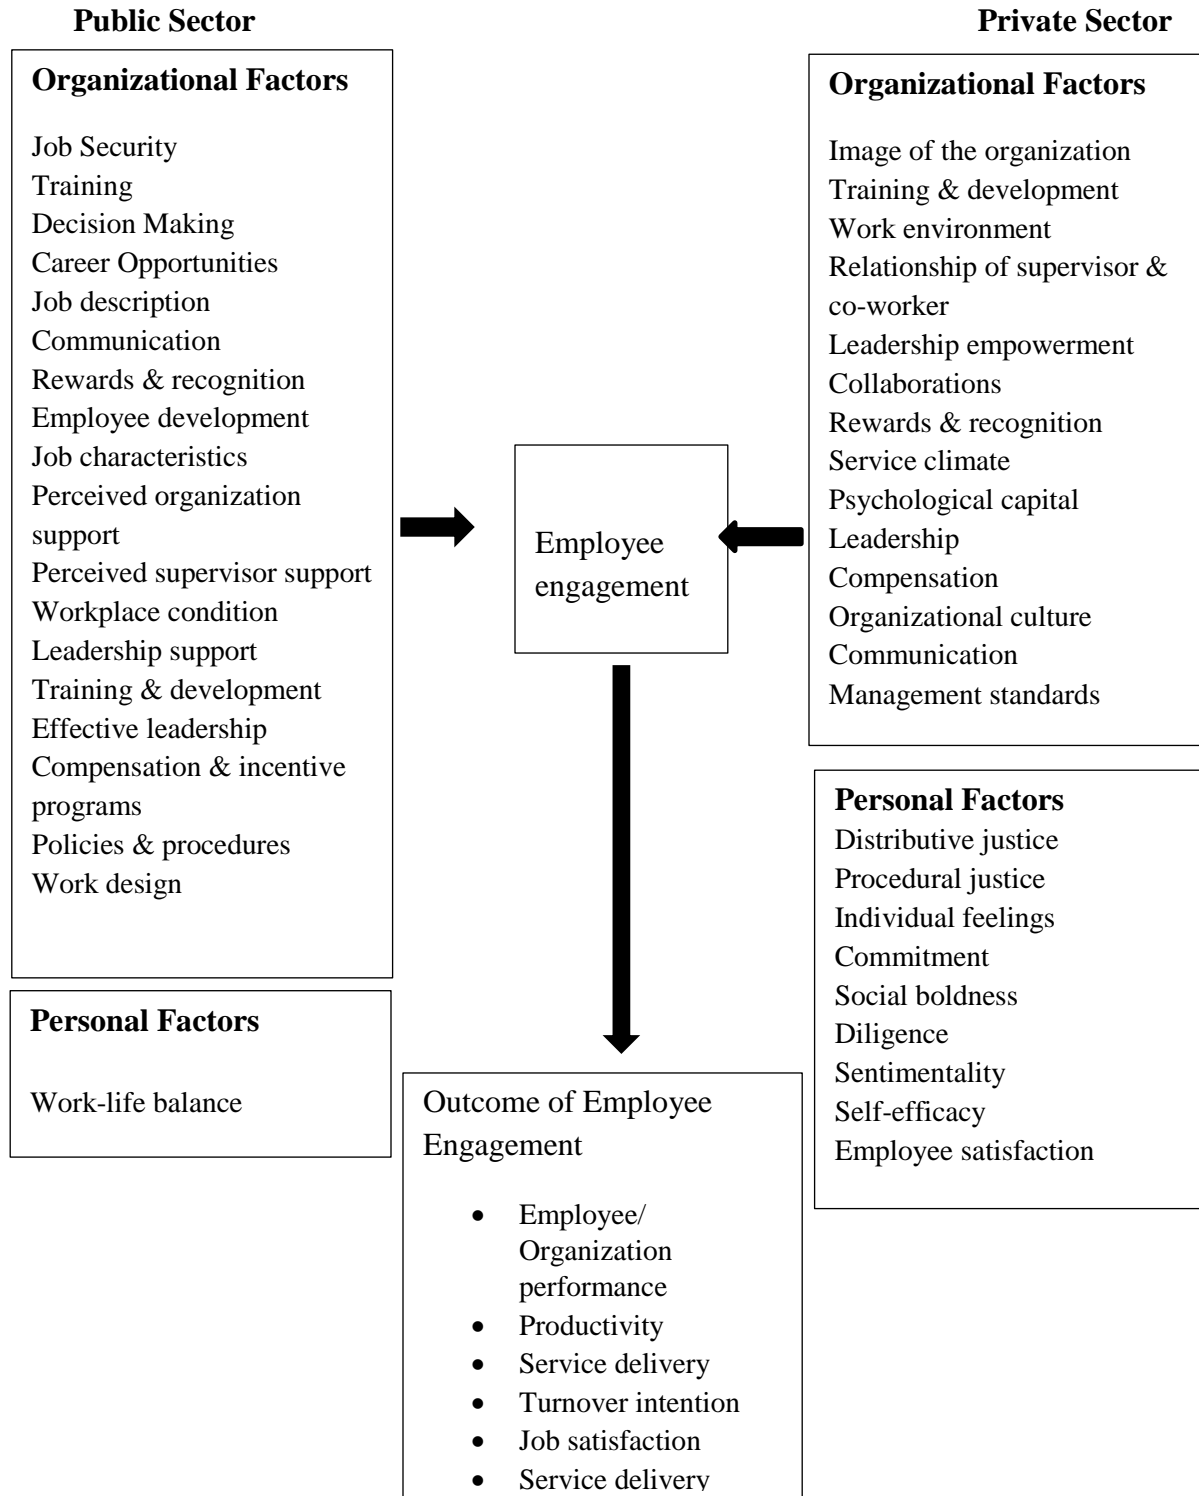 Public Sector
Private Sector
Organizational Factors
Job Security
Training
Decision Making
Career Opportunities
Job description
Communication
Rewards & recognition
Employee development
Job characteristics
Perceived organization
support
Perceived supervisor support
Workplace condition
Leadership support
Training & development
Effective leadership
Compensation & incentive
programs
Policies & procedures
Work design
Personal Factors
Work-life balance
Employee
engagement
Organizational Factors
Image of the organization
Training & development
Work environment
Relationship of supervisor &
co-worker
Leadership empowerment
Collaborations
Rewards & recognition
Service climate
Psychological capital
Leadership
Compensation
Organizational culture
Communication
Management standards
Personal Factors
Distributive justice
Procedural justice
Individual feelings
Commitment
Social boldness
Diligence
Sentimentality
Self-efficacy
Employee satisfaction
Outcome of Employee
Engagement
• Employee/
Organization
performance
• Productivity
• Service delivery
• Turnover intention
• Job satisfaction
• Service delivery